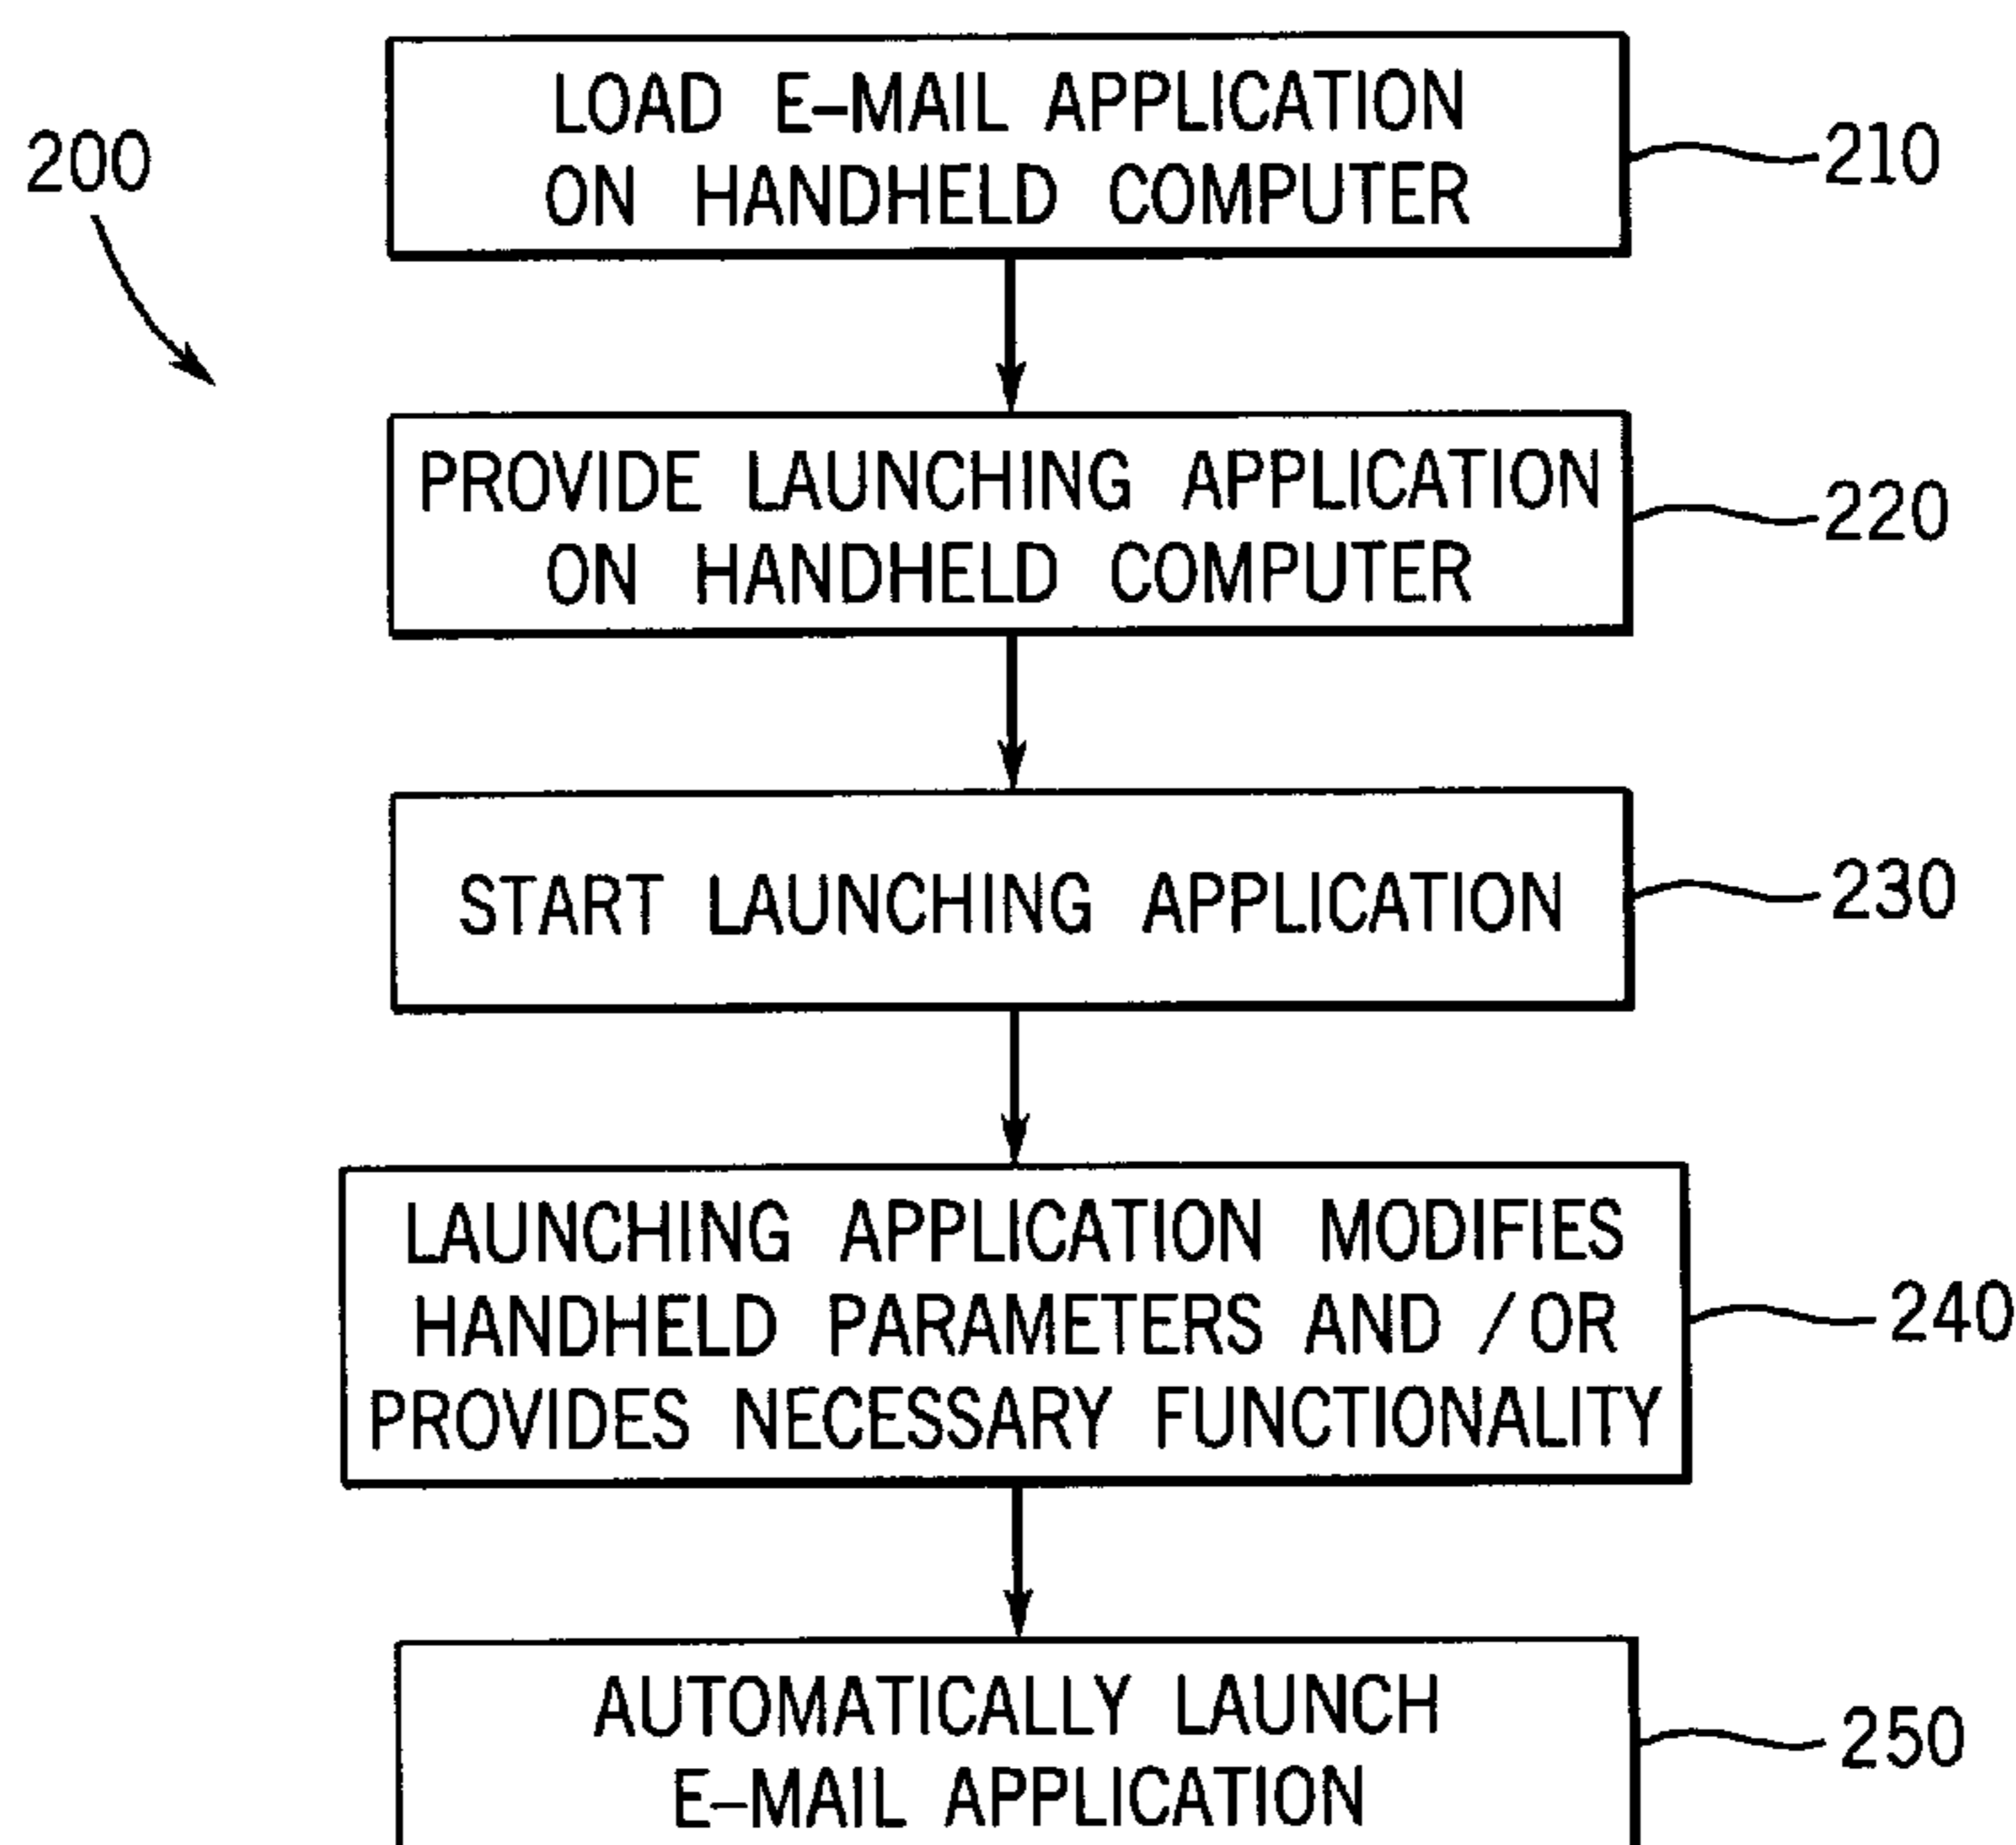 200
LOAD E-MAIL APPLICATION
ON HANDHELD COMPUTER
210
PROVIDE LAUNCHING APPLICATION
ON HANDHELD COMPUTER
220
START LAUNCHING APPLICATION
230
LAUNCHING APPLICATION MODIFIES
HANDHELD PARAMETERS AND /OR
PROVIDES NECESSARY FUNCTIONALITY
240
AUTOMATICALLY LAUNCH
E-MAIL APPLICATION
250